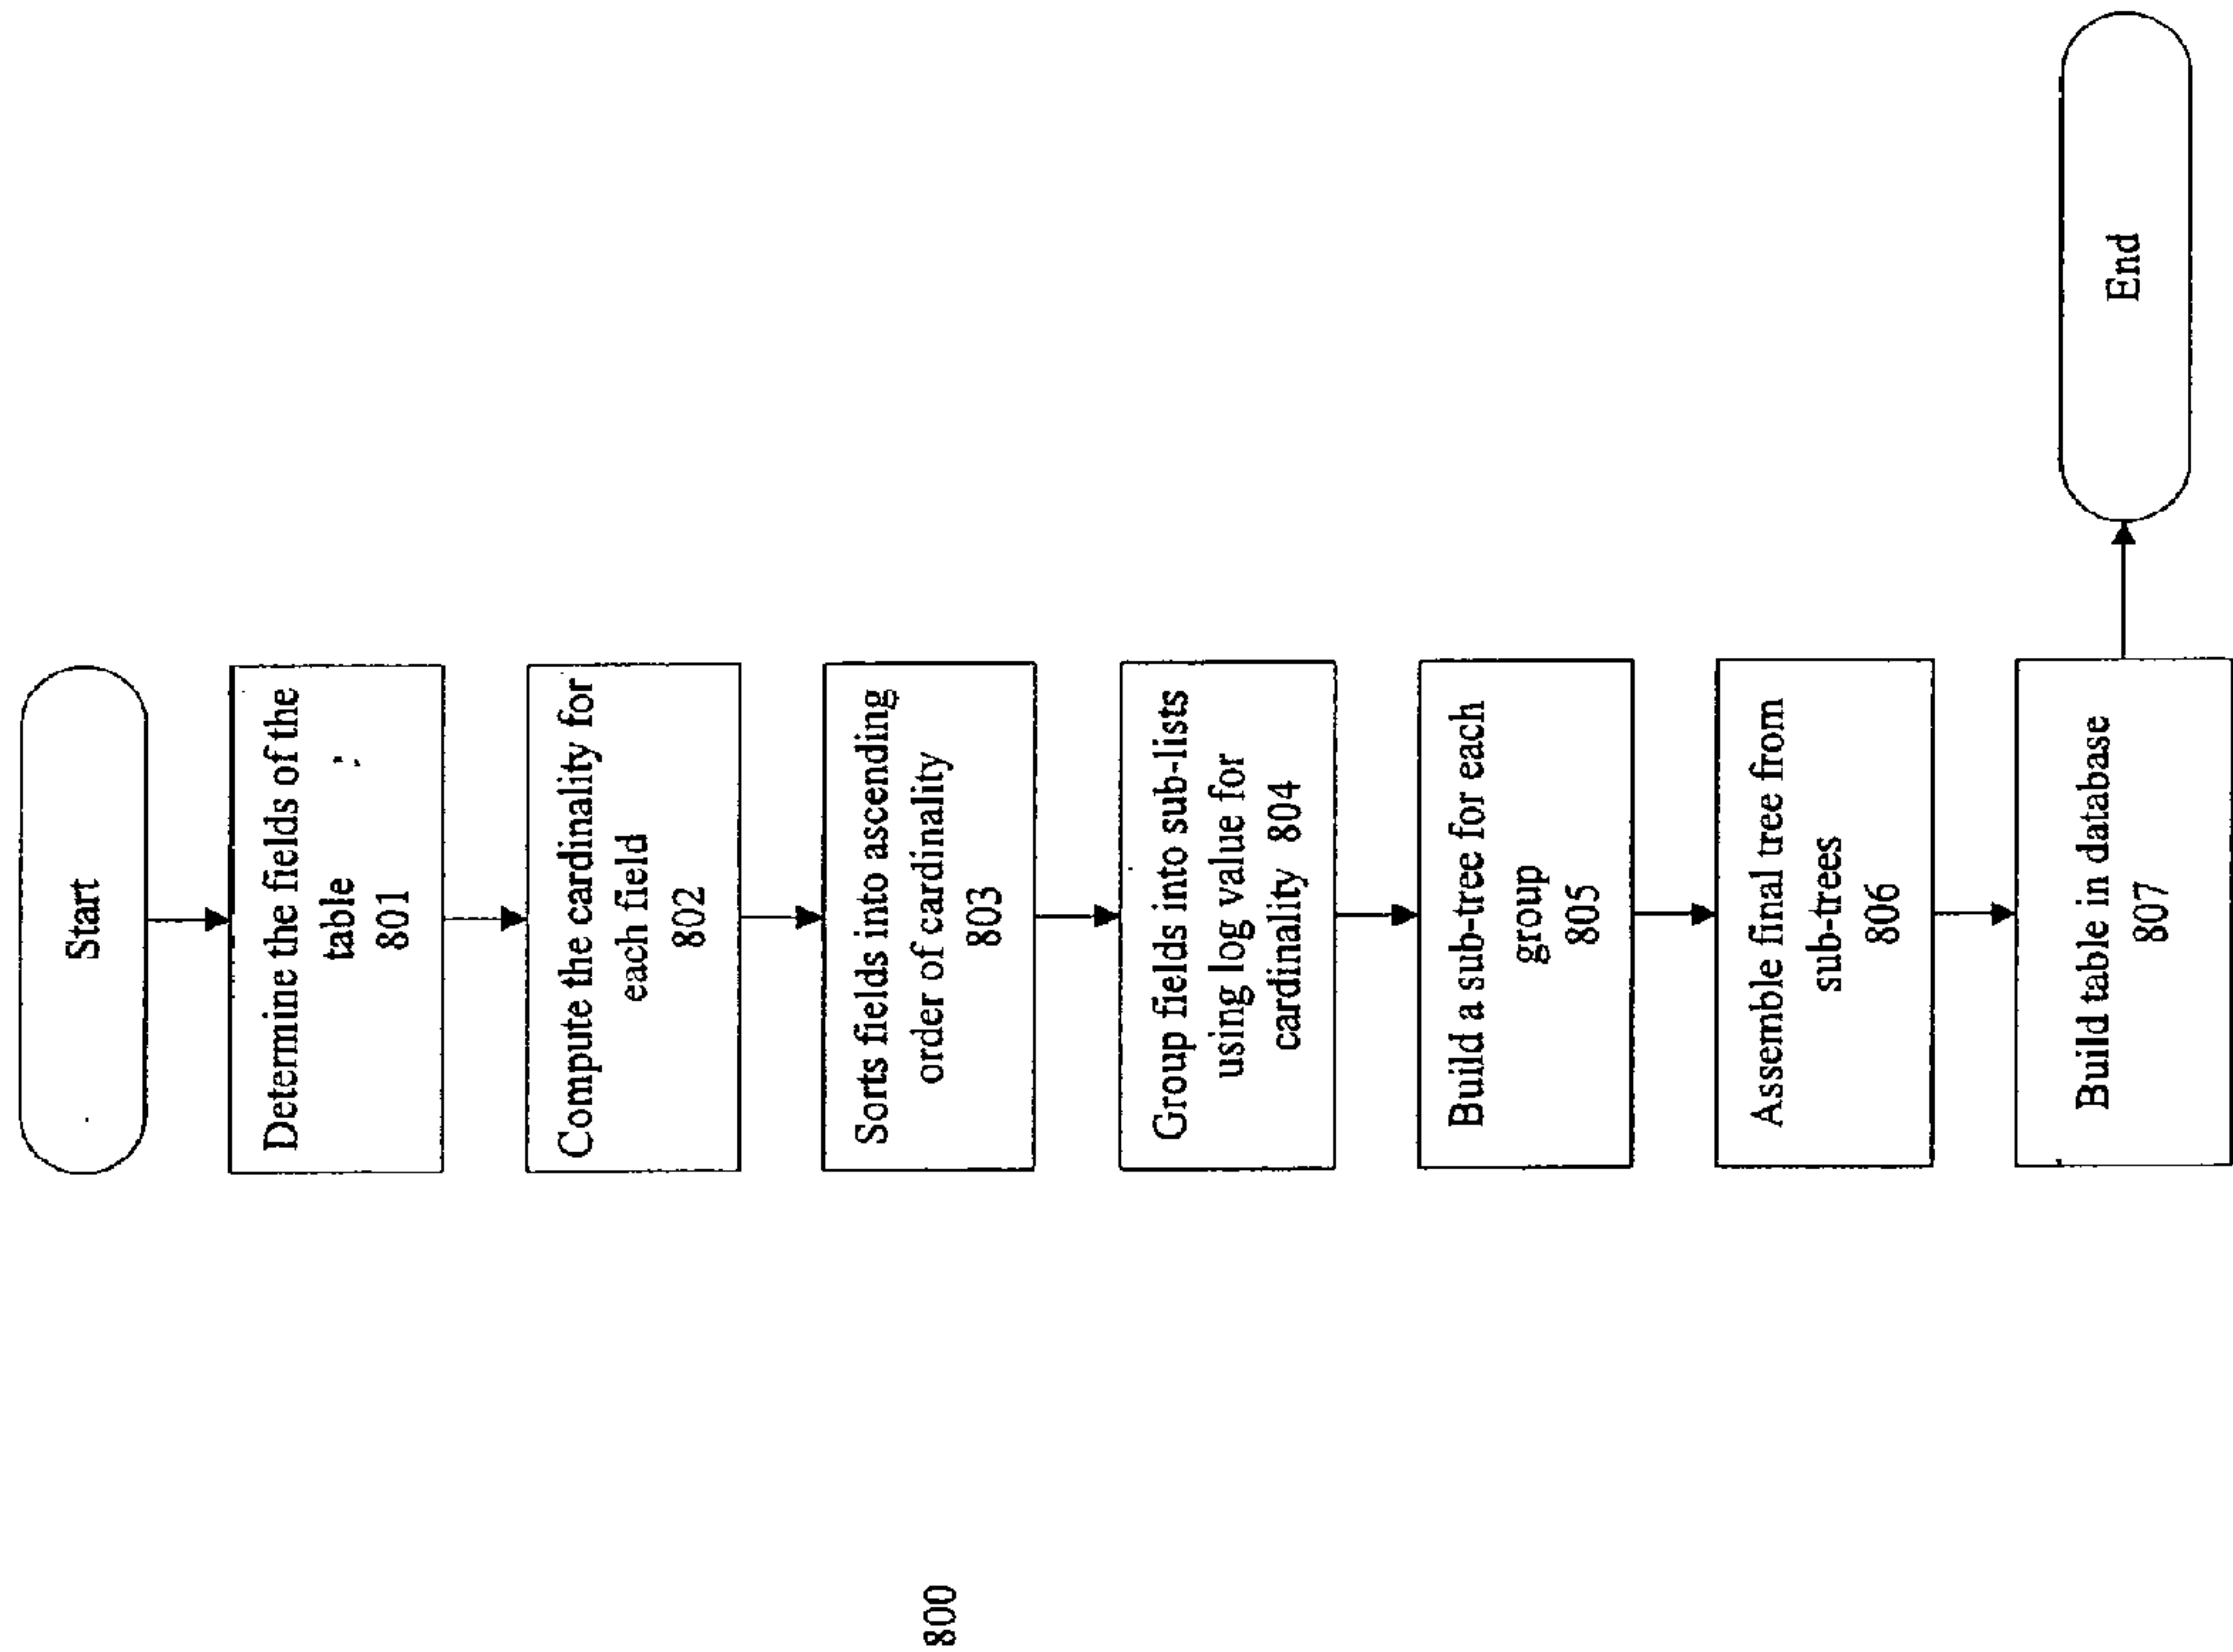 Start
Determine the fields of the
table
801
Compute the cardinality for
each field
802
Sorts fields into ascending
order of cardinality
803
Group fields into sub-lists
using log value for
cardinality 804
Build a sub-tree for each
group
805
Assemble final tree from
sub-trees
806
Build table in database
807
End
800